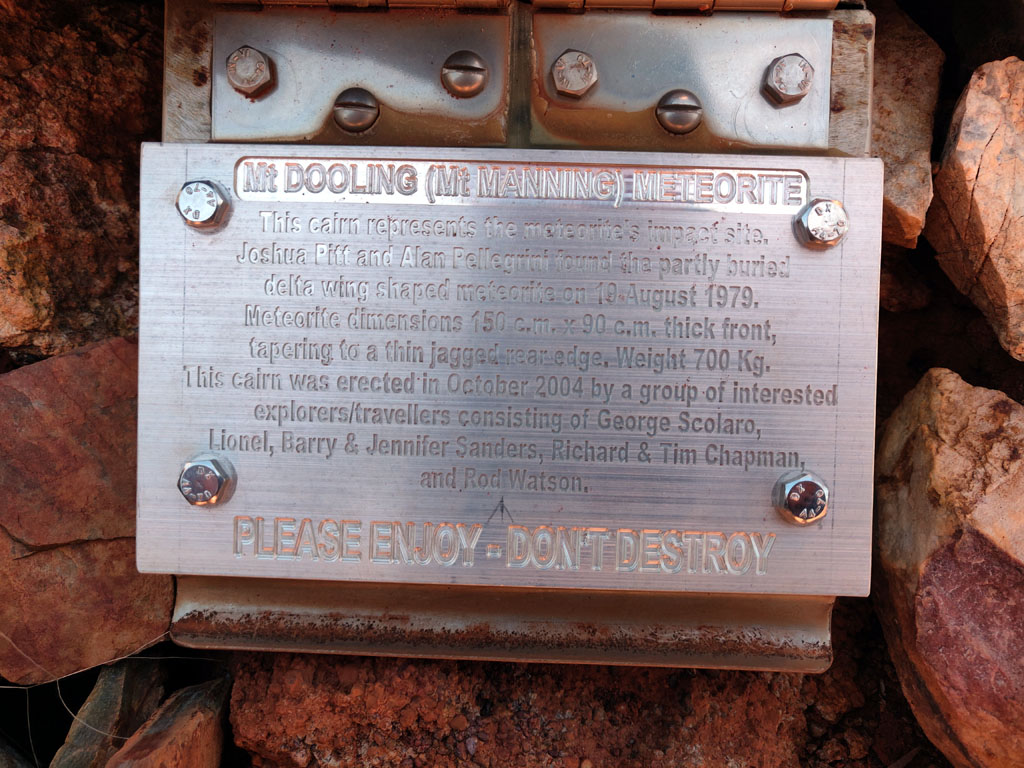 Mt DOOLING (Mt MANNING) METEORITE
This cairn represents the meteorite's impact site.
Joshua Pitt and Alan Pellegrini found the partly buried
delta wing shaped meteorite on 19 August 1979.
Meteorite dimensions 150 c.m. x 90 c.m. thick front,
tapering to a thin jagged rear edge. Weight 700 Kg.
This cairn was erected in October 2004 by a group of interested
explorers/travellers consisting of George Scolaro,
Lionel, Barry & Jennifer Sanders, Richard & Tim Chapman,
and Rod Watson.
PLEASE ENJOY - DON'T DESTROY